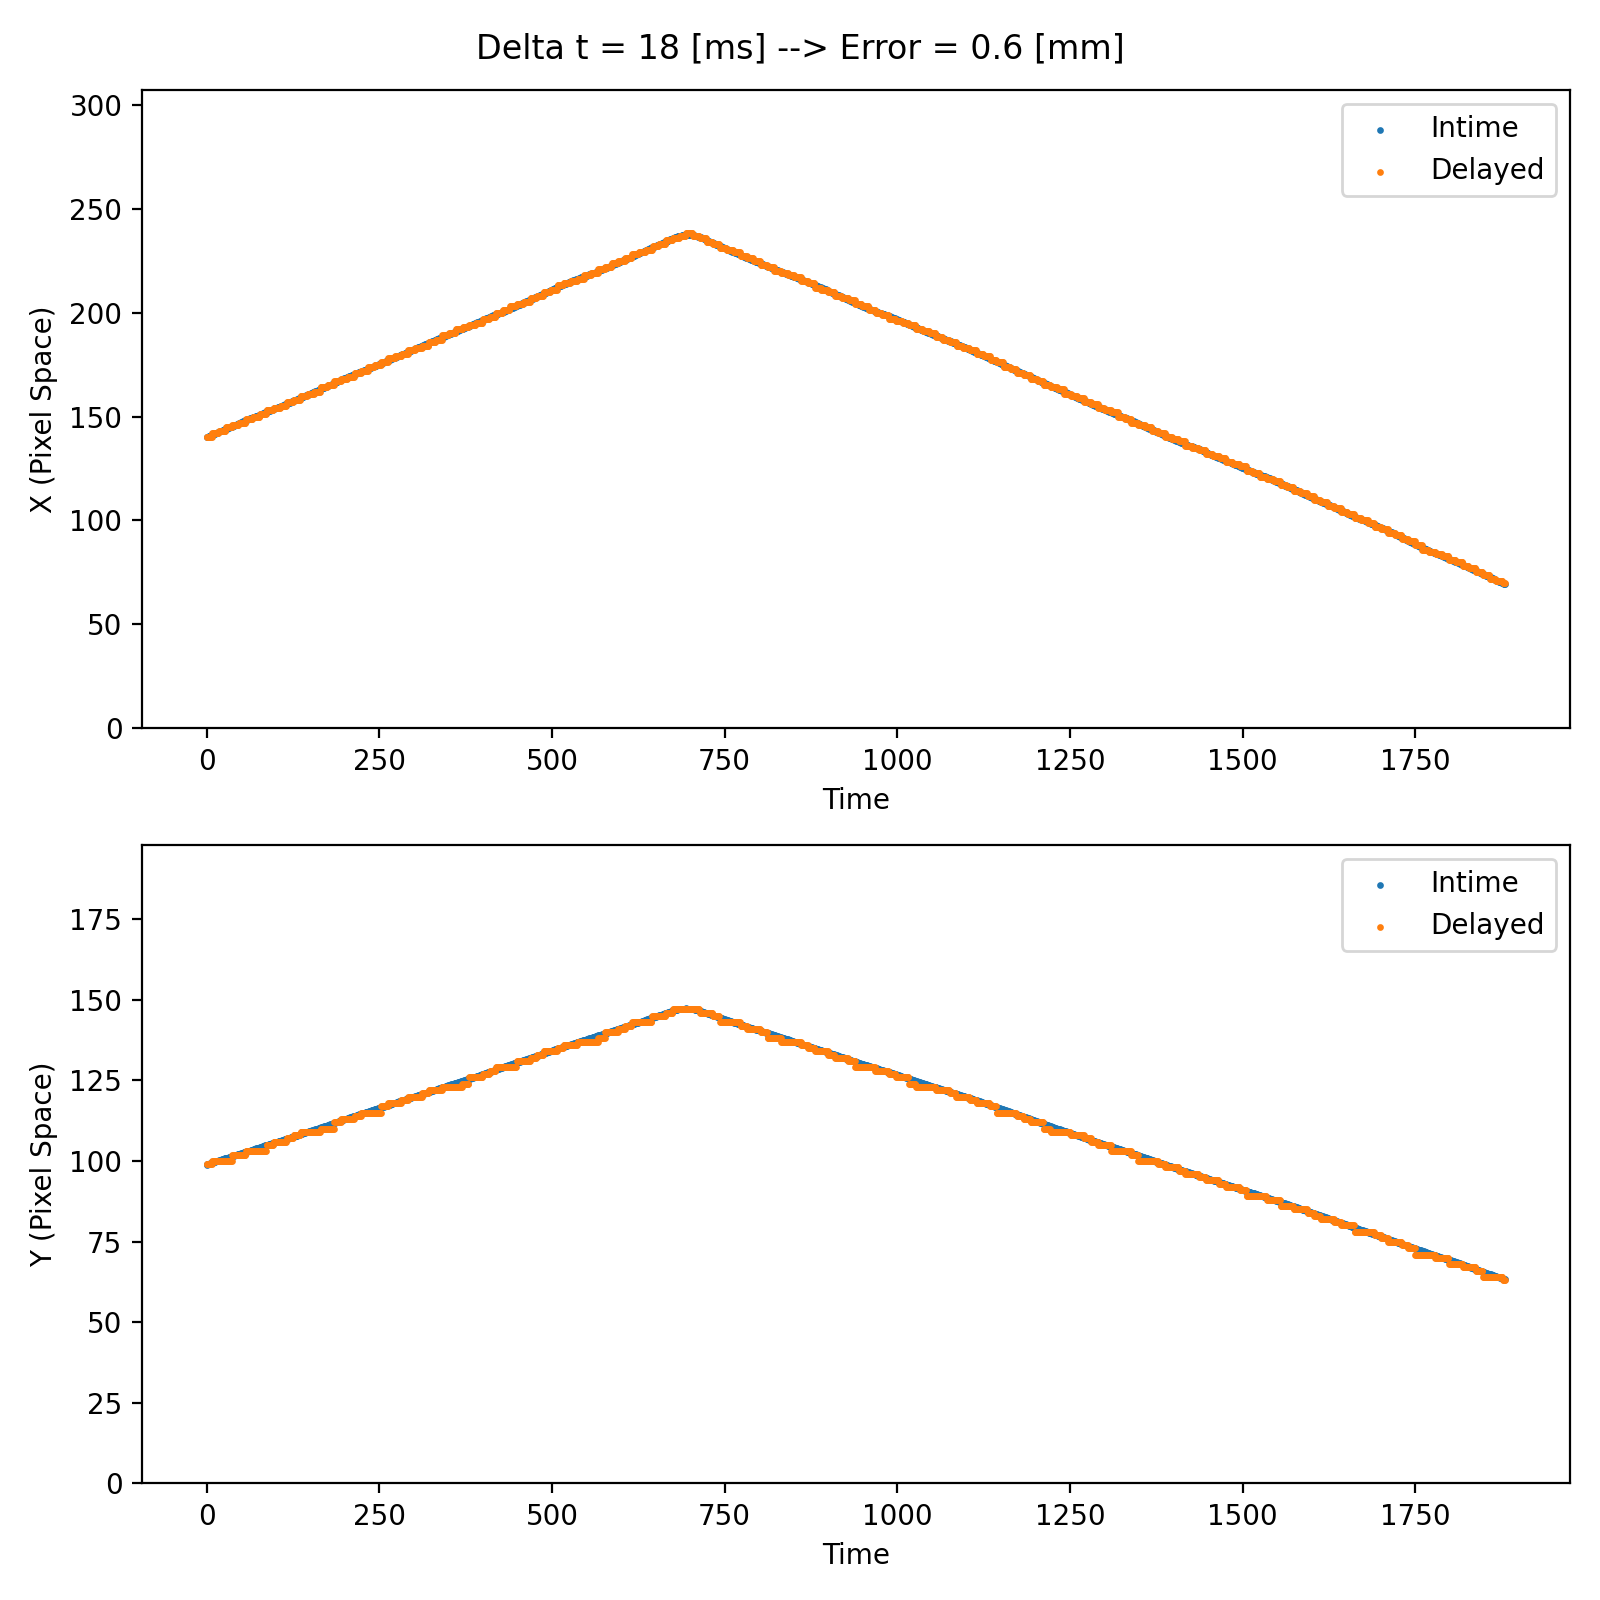 Delta t = 18 [ms] --> Error = 0.6 [mm]
300
250
200
150
100
50
0
X (Pixel Space)
Intime
Delayed
0 250 500 750 1000 1250 1500 1750
Time
175
150
125
100
75
50
25
0
Y (Pixel Space)
Intime
Delayed
0 250 500 750 1000 1250 1500 1750
Time